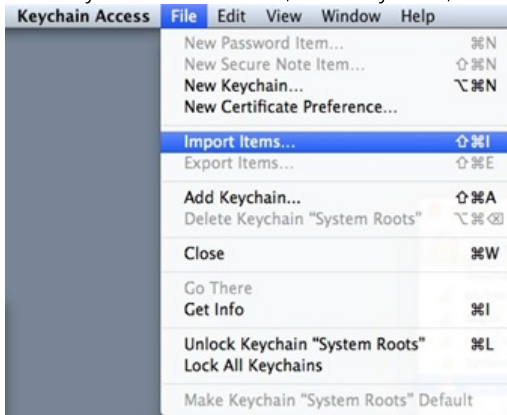 Keychain Access File Edit View Window Help
New Password Item... ⌘N
New Secure Note Item... ⇧⌘N
New Keychain... ⌥⌘N
New Certificate Preference...
Import Items... ⇧⌘I
Export Items... ⇧⌘E
Add Keychain... ⇧⌘A
Delete Keychain "System Roots" ⌥⌘⌫
Close ⌘W
Go There
Get Info ⌘I
Unlock Keychain "System Roots" ⌘L
Lock All Keychains
Make Keychain "System Roots" Default